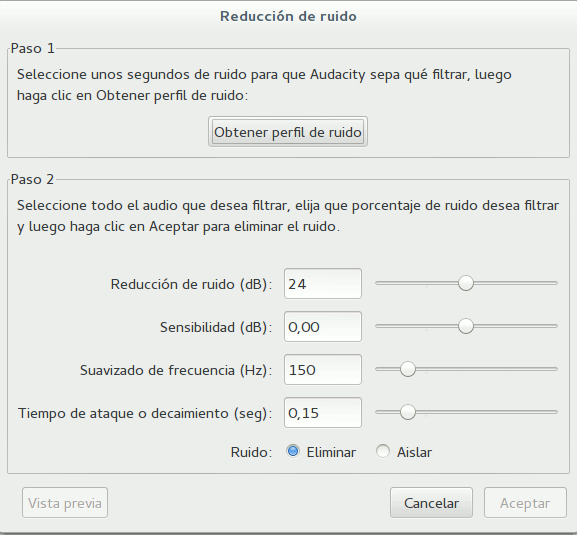 Reducción de ruido
Paso 1
Seleccione unos segundos de ruido para que Audacity sepa qué filtrar, luego
haga clic en Obtener perfil de ruido:
Obtener perfil de ruido
Paso 2
Seleccione todo el audio que desea filtrar, elija que porcentaje de ruido desea filtrar
y luego haga clic en Aceptar para eliminar el ruido.
Reducción de ruido (dB): 24
Sensibilidad (dB): 0,00
Suavizado de frecuencia (Hz): 150
Tiempo de ataque o decaimiento (seg): 0,15
Ruido: Eliminar Aislar
Vista previa Cancelar Aceptar